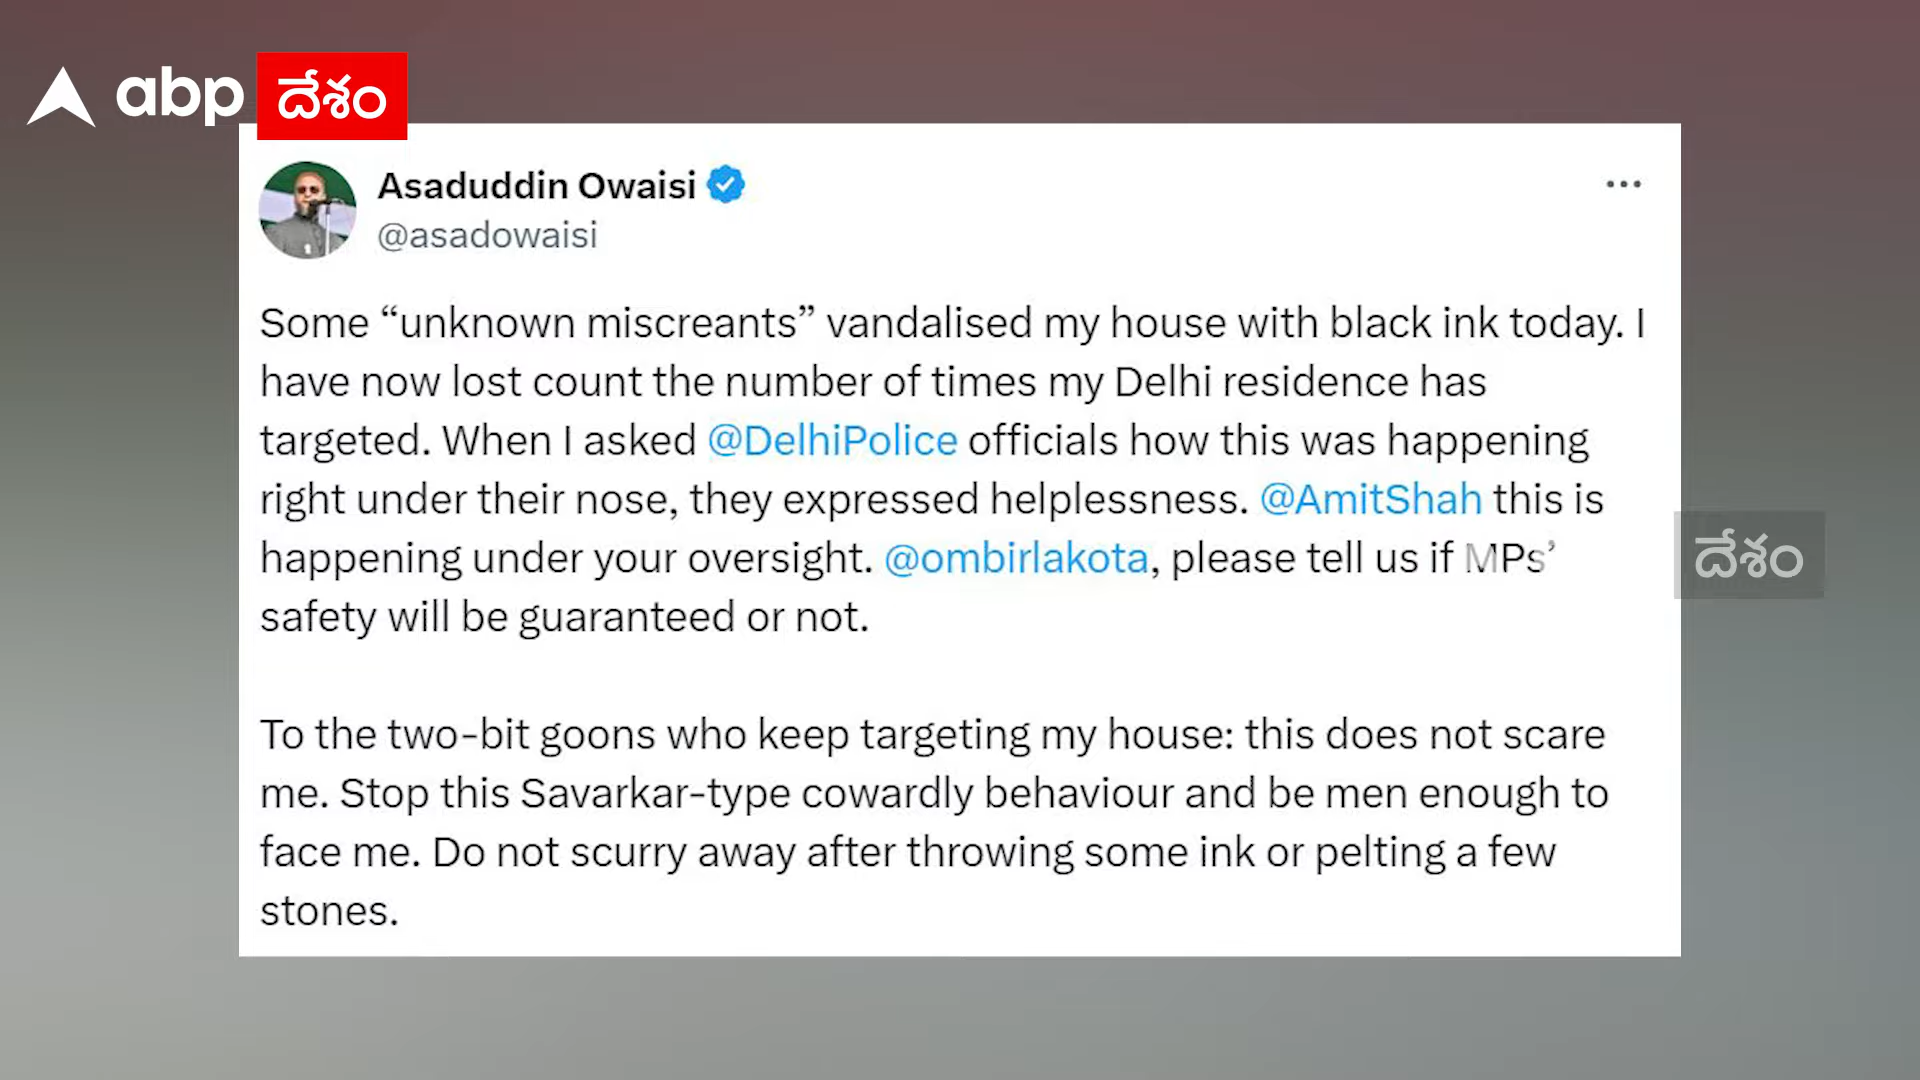 abp దేశం
Asaduddin Owaisi
@asadowaisi
Some “unknown miscreants” vandalised my house with black ink today. I
have now lost count the number of times my Delhi residence has
targeted. When I asked @DelhiPolice officials how this was happening
right under their nose, they expressed helplessness. @AmitShah this is
happening under your oversight. @ombirlakota, please tell us if MPs’
safety will be guaranteed or not.
దేశం
To the two-bit goons who keep targeting my house: this does not scare
me. Stop this Savarkar-type cowardly behaviour and be men enough to
face me. Do not scurry away after throwing some ink or pelting a few
stones.